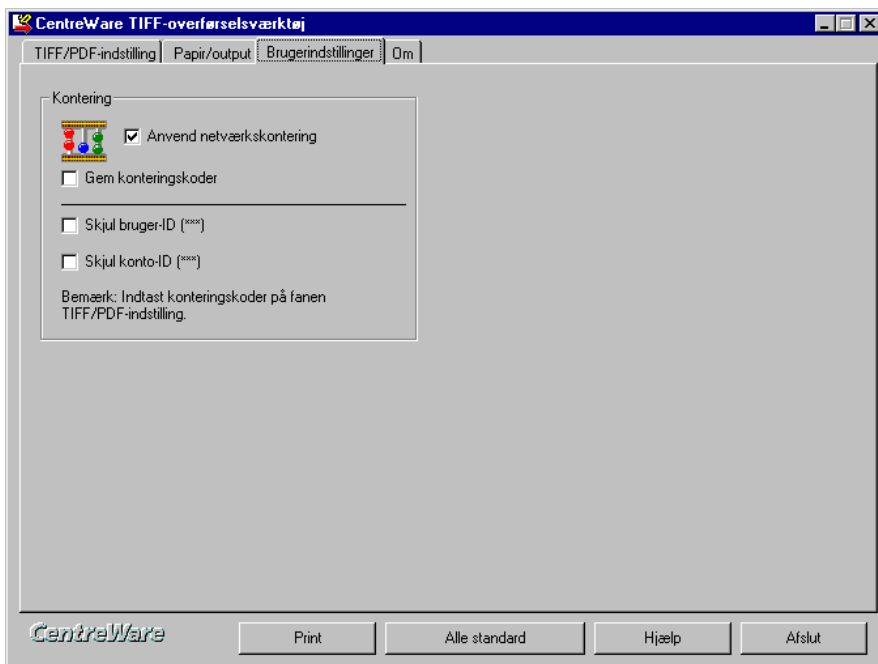 CentreWare TIFF-overførselsværktøj
TIFF/PDF-indstilling Papir/output Brugerindstillinger Om
Kontering
Anvend netværkskontering
Gem konteringskoder
Skjul bruger-ID (***)
Skjul konto-ID (***)
Bemærk: Indtast konteringskoder på fanen
TIFF/PDF-indstilling.
CentreWare Print Alle standard Hjælp Afslut